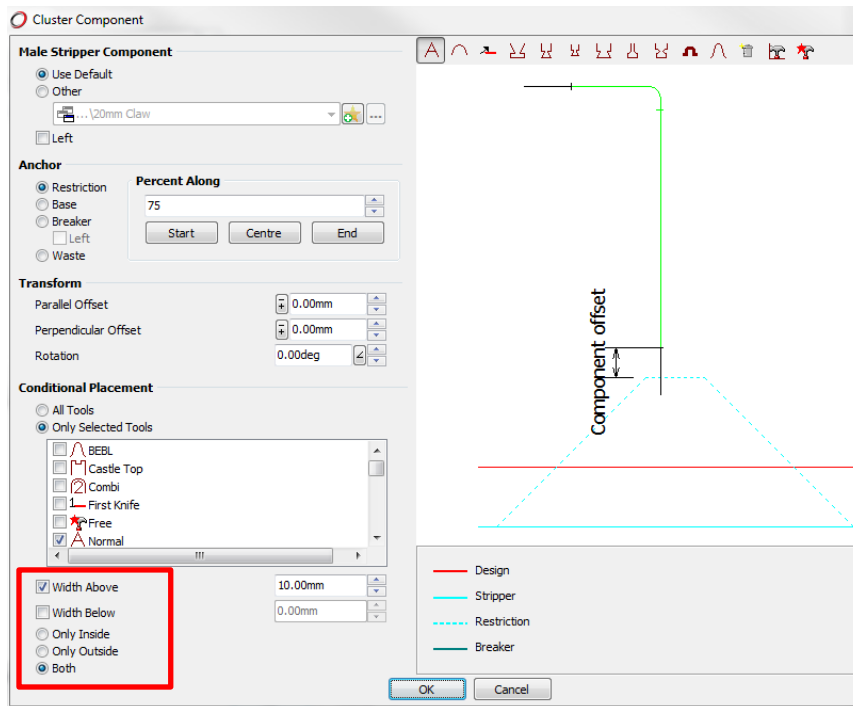 Cluster Component
Male Stripper Component
Use Default
Other
...\20mm Claw
...
Left
Anchor
Restriction
Base
Breaker
Left
Waste
Percent Along
75
Start Centre End
Transform
Parallel Offset 0.00mm
Perpendicular Offset 0.00mm
Rotation 0.00deg
Conditional Placement
All Tools
Only Selected Tools
BEBL
Castle Top
Combi
First Knife
Free
Normal
Width Above 10.00mm
Width Below 0.00mm
Only Inside
Only Outside
Both
Component offset
Design
Stripper
Restriction
Breaker
OK Cancel